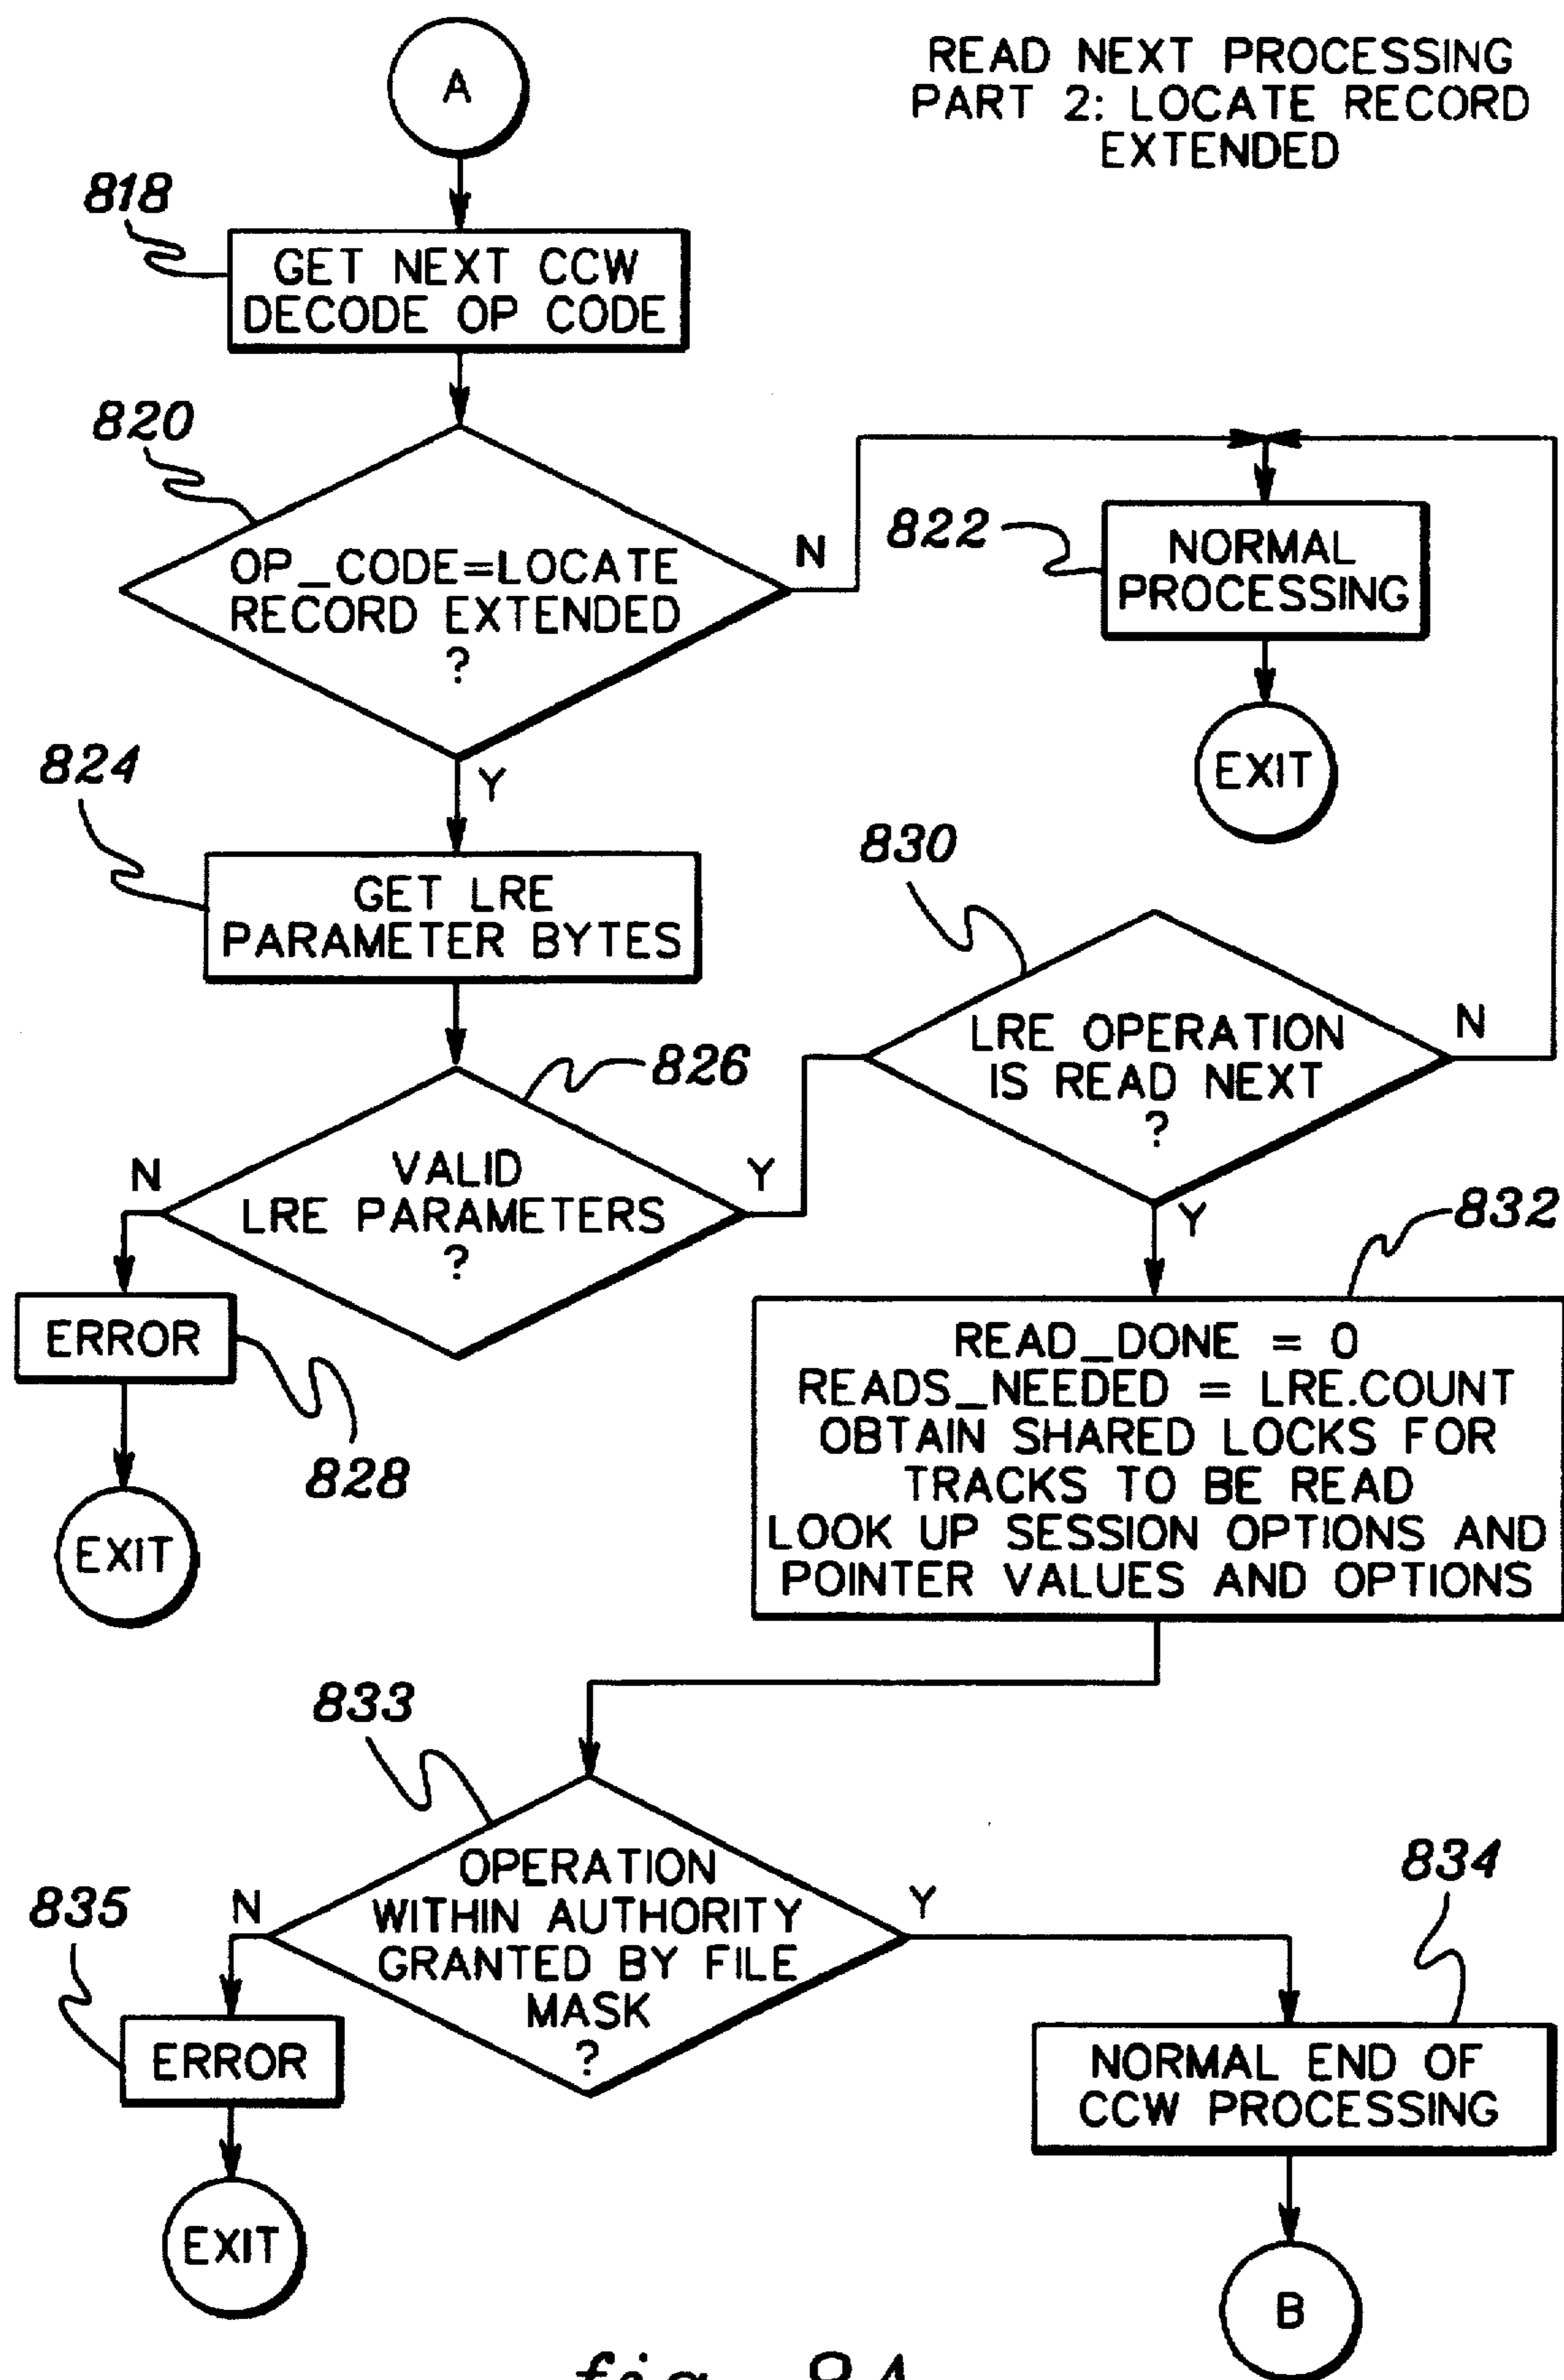 READ NEXT PROCESSING
PART 2: LOCATE RECORD
EXTENDED
A
818
GET NEXT CCW
DECODE OP CODE
820
OP_CODE=LOCATE
RECORD EXTENDED
?
N
Y
822
NORMAL
PROCESSING
EXIT
824
GET LRE
PARAMETER BYTES
826
VALID
LRE PARAMETERS
?
N
Y
ERROR
828
EXIT
830
LRE OPERATION
IS READ NEXT
?
N
Y
832
READ_DONE = 0
READS_NEEDED = LRE.COUNT
OBTAIN SHARED LOCKS FOR
TRACKS TO BE READ
LOOK UP SESSION OPTIONS AND
POINTER VALUES AND OPTIONS
833
OPERATION
WITHIN AUTHORITY
GRANTED BY FILE
MASK
?
N
Y
835
ERROR
EXIT
834
NORMAL END OF
CCW PROCESSING
B